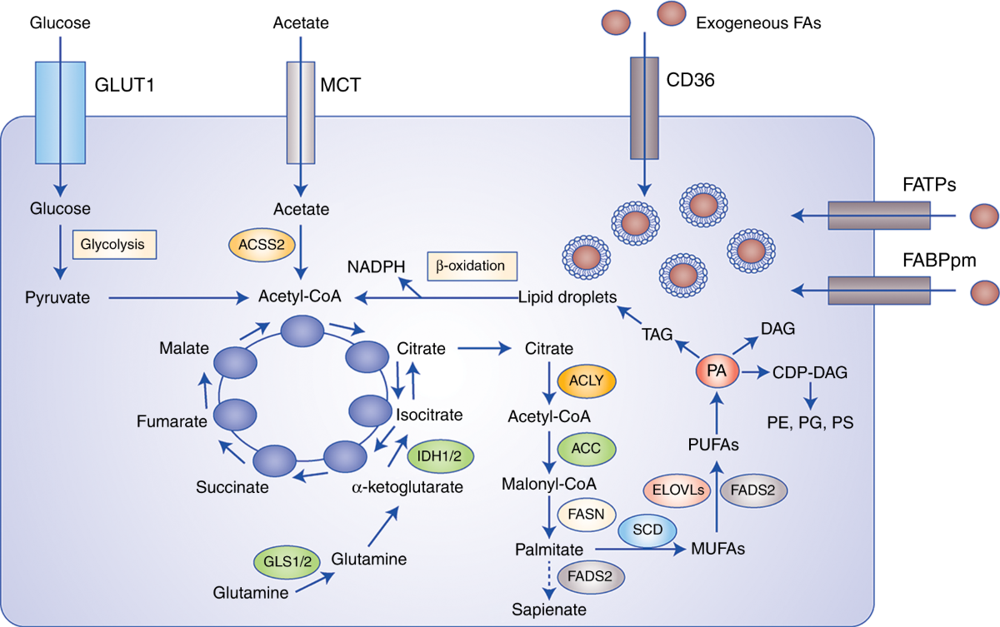 Glucose
Acetate
Exogeneous FAs
GLUT1
MCT
CD36
FATPs
Glucose
Acetate
Glycolysis
ACSS2
NADPH
β-oxidation
FABPpm
Pyruvate
Acetyl-CoA
Lipid droplets
TAG
DAG
Malate
Citrate
Citrate
PA
CDP-DAG
ACLY
Fumarate
Isocitrate
Acetyl-CoA
PE, PG, PS
IDH1/2
ACC
PUFAs
Succinate
α-ketoglutarate
Malonyl-CoA
ELOVLs
FADS2
FASN
SCD
GLS1/2
Glutamine
Palmitate
MUFAs
FADS2
Glutamine
Sapienate